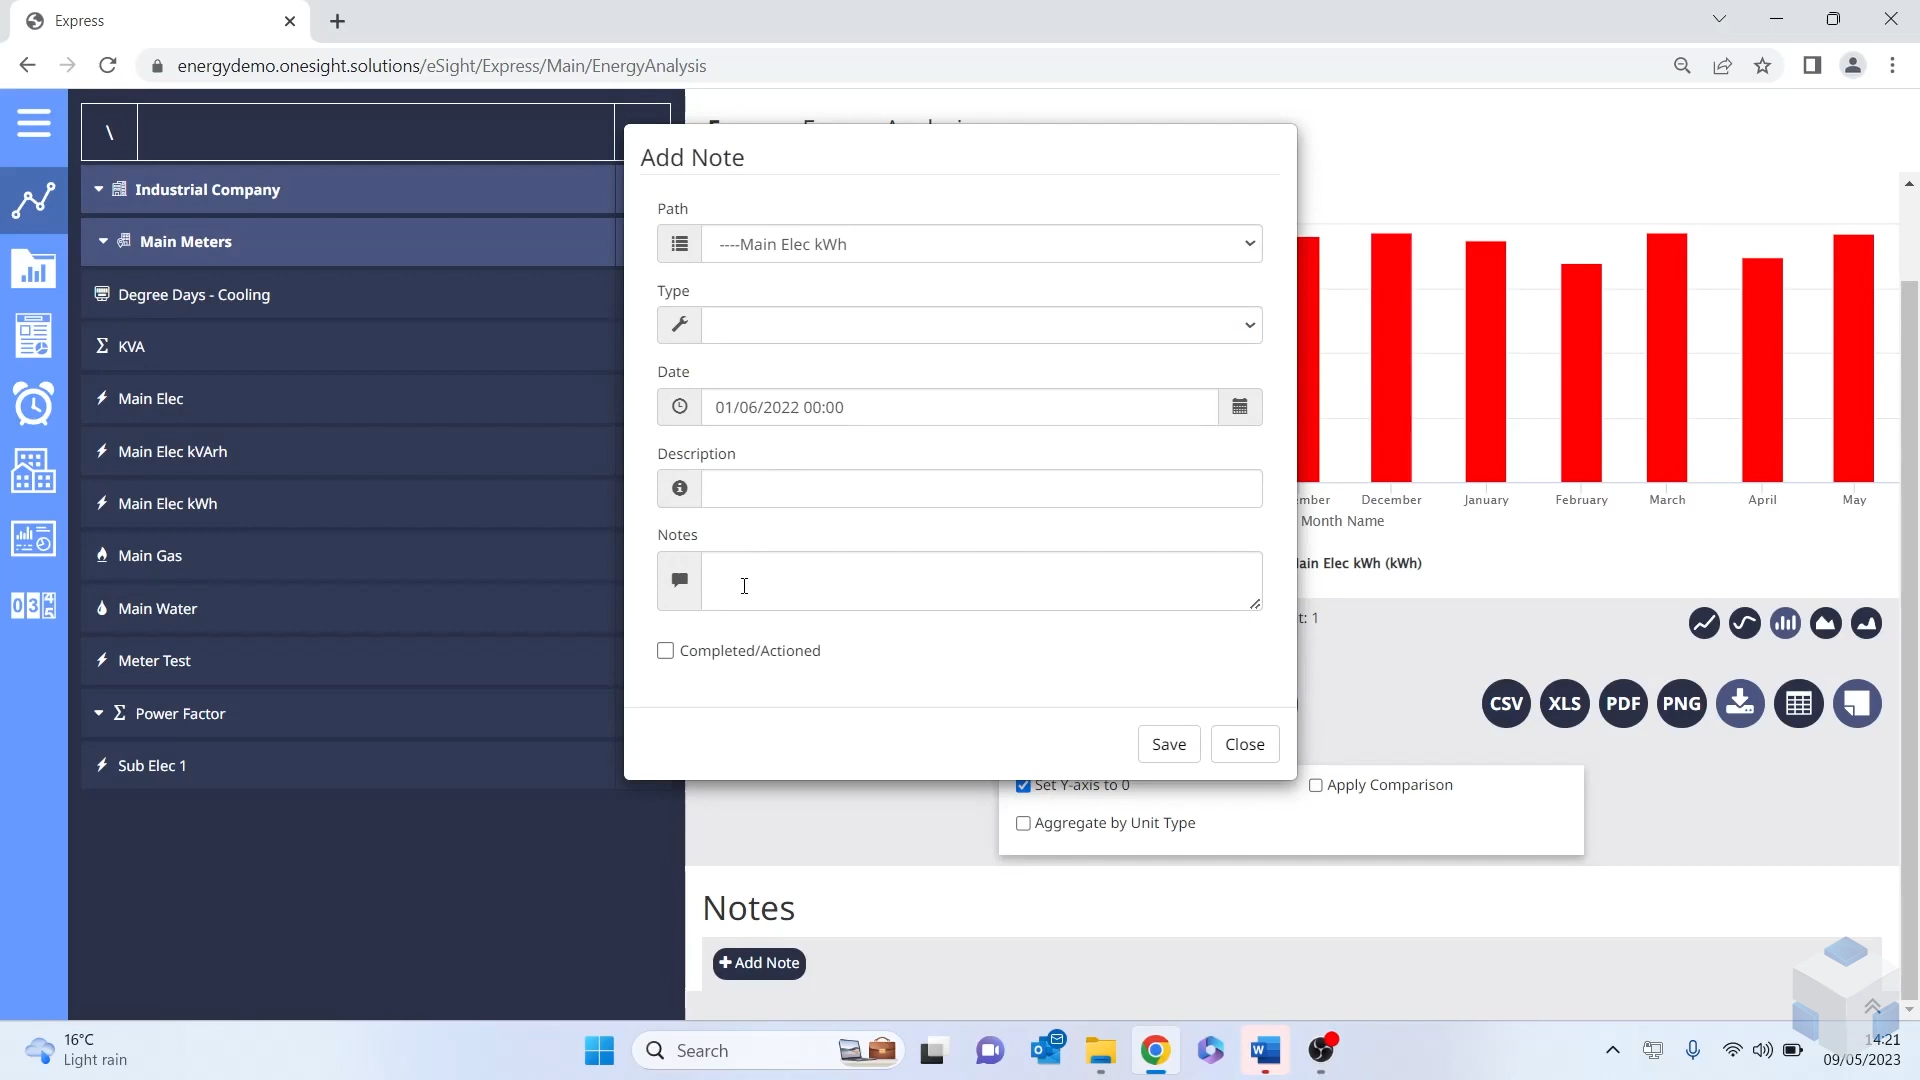 Express
energydemo.onesight.solutions/eSight/Express/Main/EnergyAnalysis
\
Industrial Company
Main Meters
Degree Days - Cooling
KVA
Main Elec
Main Elec kVArh
Main Elec kWh
Main Gas
Main Water
Meter Test
Power Factor
Sub Elec 1
Add Note
Path
----Main Elec kWh
Type
Date
01/06/2022 00:00
Description
Notes
Completed/Actioned
Save
Close
December
January
February
March
April
May
Month Name
Elec kWh (kWh)
t: 1
CSV
XLS
PDF
PNG
Set Y-axis to 0
Apply Comparison
Aggregate by Unit Type
Notes
+ Add Note
16°C
Light rain
Search
14:21
09/05/2023